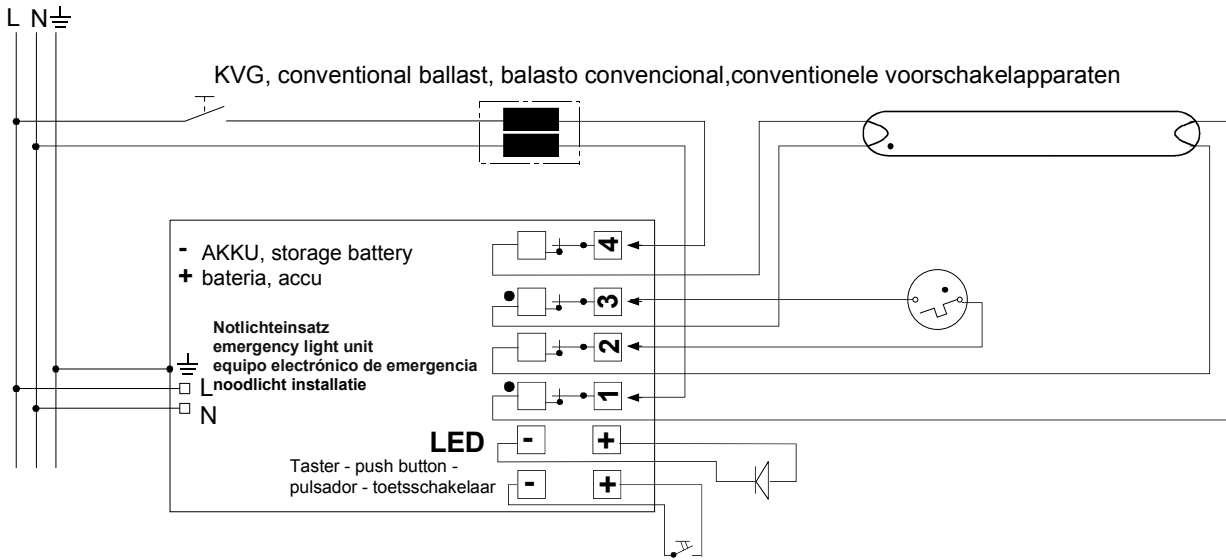 L N
KVG, conventional ballast, balasto convencional,conventionele voorschakelapparaten
- AKKU, storage battery
+ bateria, accu
4
3
2
1
Notlichteinsatz
emergency light unit
equipo electrónico de emergencia
noodlicht installatie
L
N
LED - +
Taster - push button -
pulsador - toetsschakelaar
- +